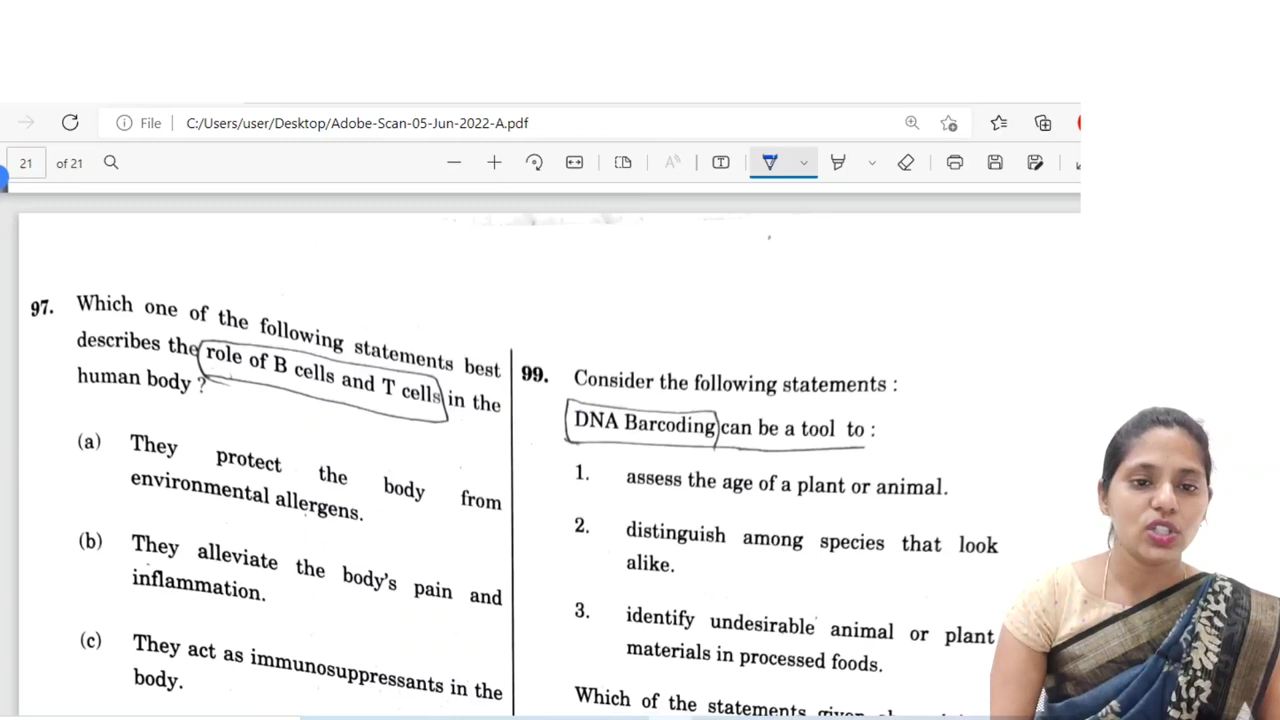 File
C:/Users/user/Desktop/Adobe-Scan-05-Jun-2022-A.pdf
21 of 21
97. Which one of the following statements best
describes the role of B cells and T cells in the
human body ?
(a) They protect the body from
environmental allergens.
(b) They alleviate the body's pain and
inflammation.
(c) They act as immunosuppressants in the
body.
99. Consider the following statements :
DNA Barcoding can be a tool to :
1. assess the age of a plant or animal.
2. distinguish among species that look
alike.
3. identify undesirable animal or plant
materials in processed foods.
Which of the statements given